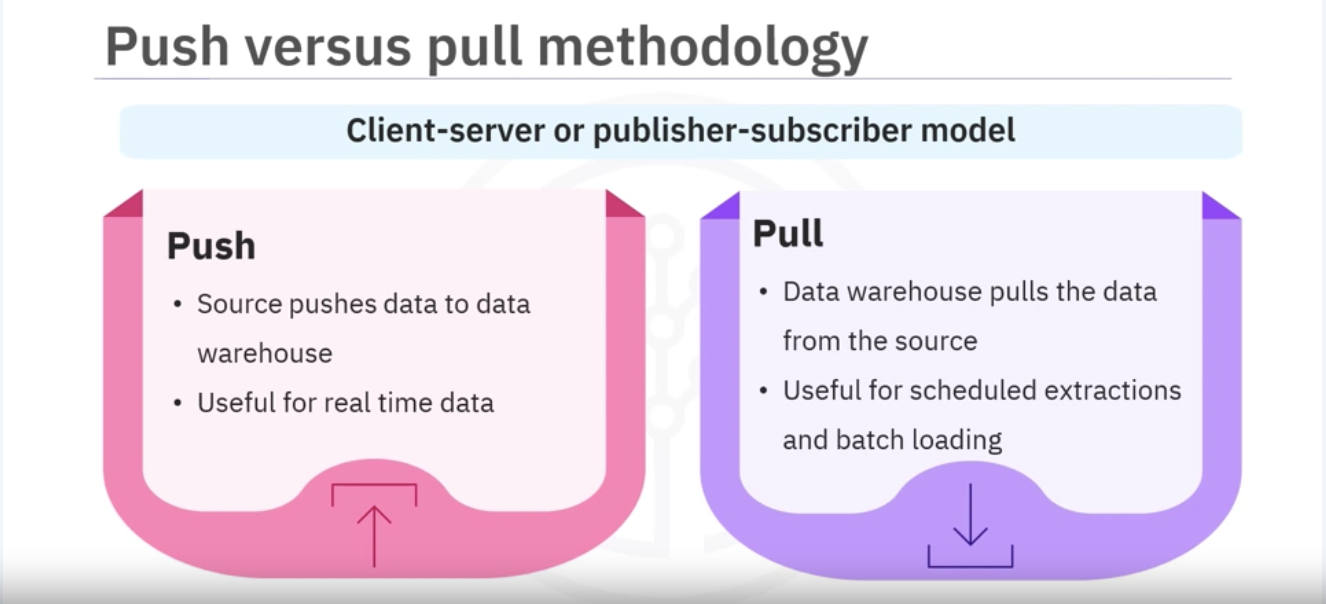 Push versus pull methodology
Client-server or publisher-subscriber model
Push
• Source pushes data to data
warehouse
• Useful for real time data
Pull
• Data warehouse pulls the data
from the source
• Useful for scheduled extractions
and batch loading